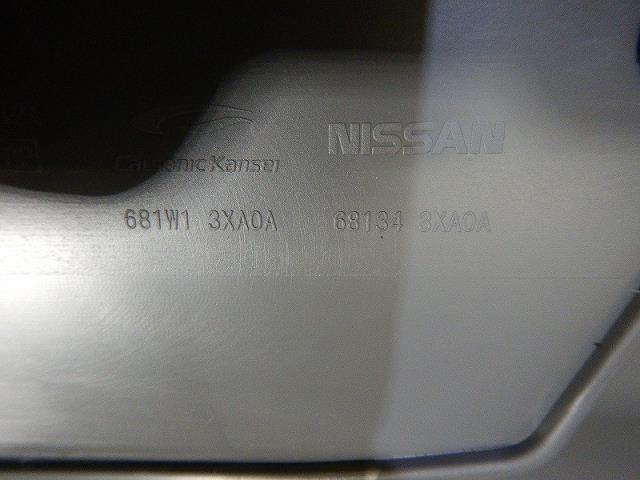 NISSAN
CalsonicKansei
681W1 3XA0A 68134 3XA0A